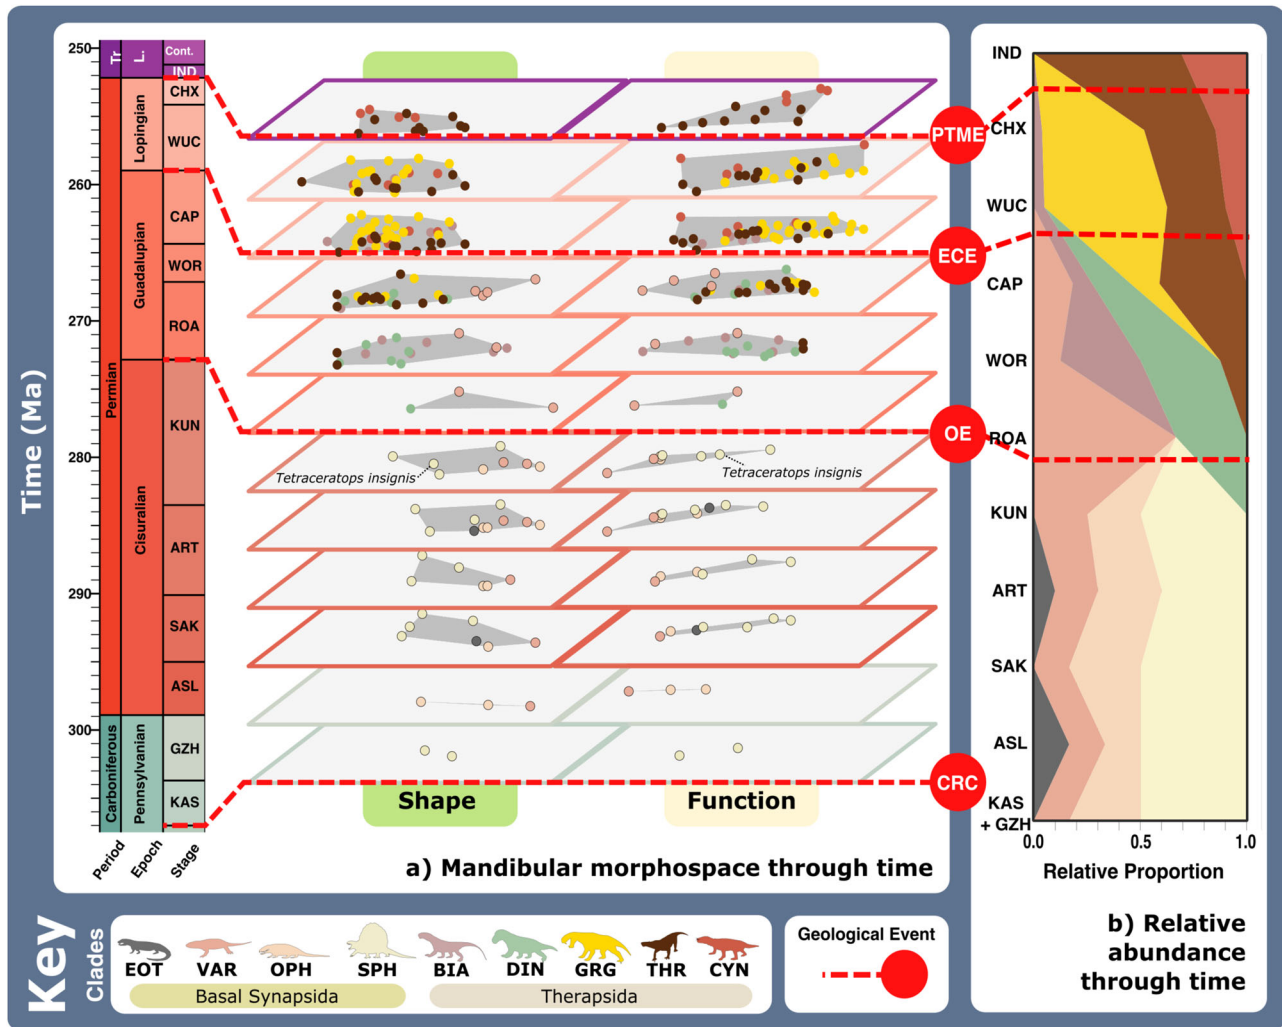 250
260
270
280
290
300
Time (Ma)
Tr
Permian
Carboniferous
L.
Lopingian
Guadalupian
Cisuralian
Pennsylvanian
Cont.
IND
CHX
WUC
CAP
WOR
ROA
KUN
ART
SAK
ASL
GZH
KAS
Period
Epoch
Stage
PTME
ECE
OE
CRC
Tetraceratops insignis
Tetraceratops insignis
Shape
Function
a) Mandibular morphospace through time
IND
CHX
WUC
CAP
WOR
ROA
KUN
ART
SAK
ASL
KAS
+ GZH
0.0 0.5 1.0
Relative Proportion
b) Relative
abundance
through time
Key
Clades
EOT VAR OPH SPH BIA DIN GRG THR CYN
Basal Synapsida
Therapsida
Geological Event